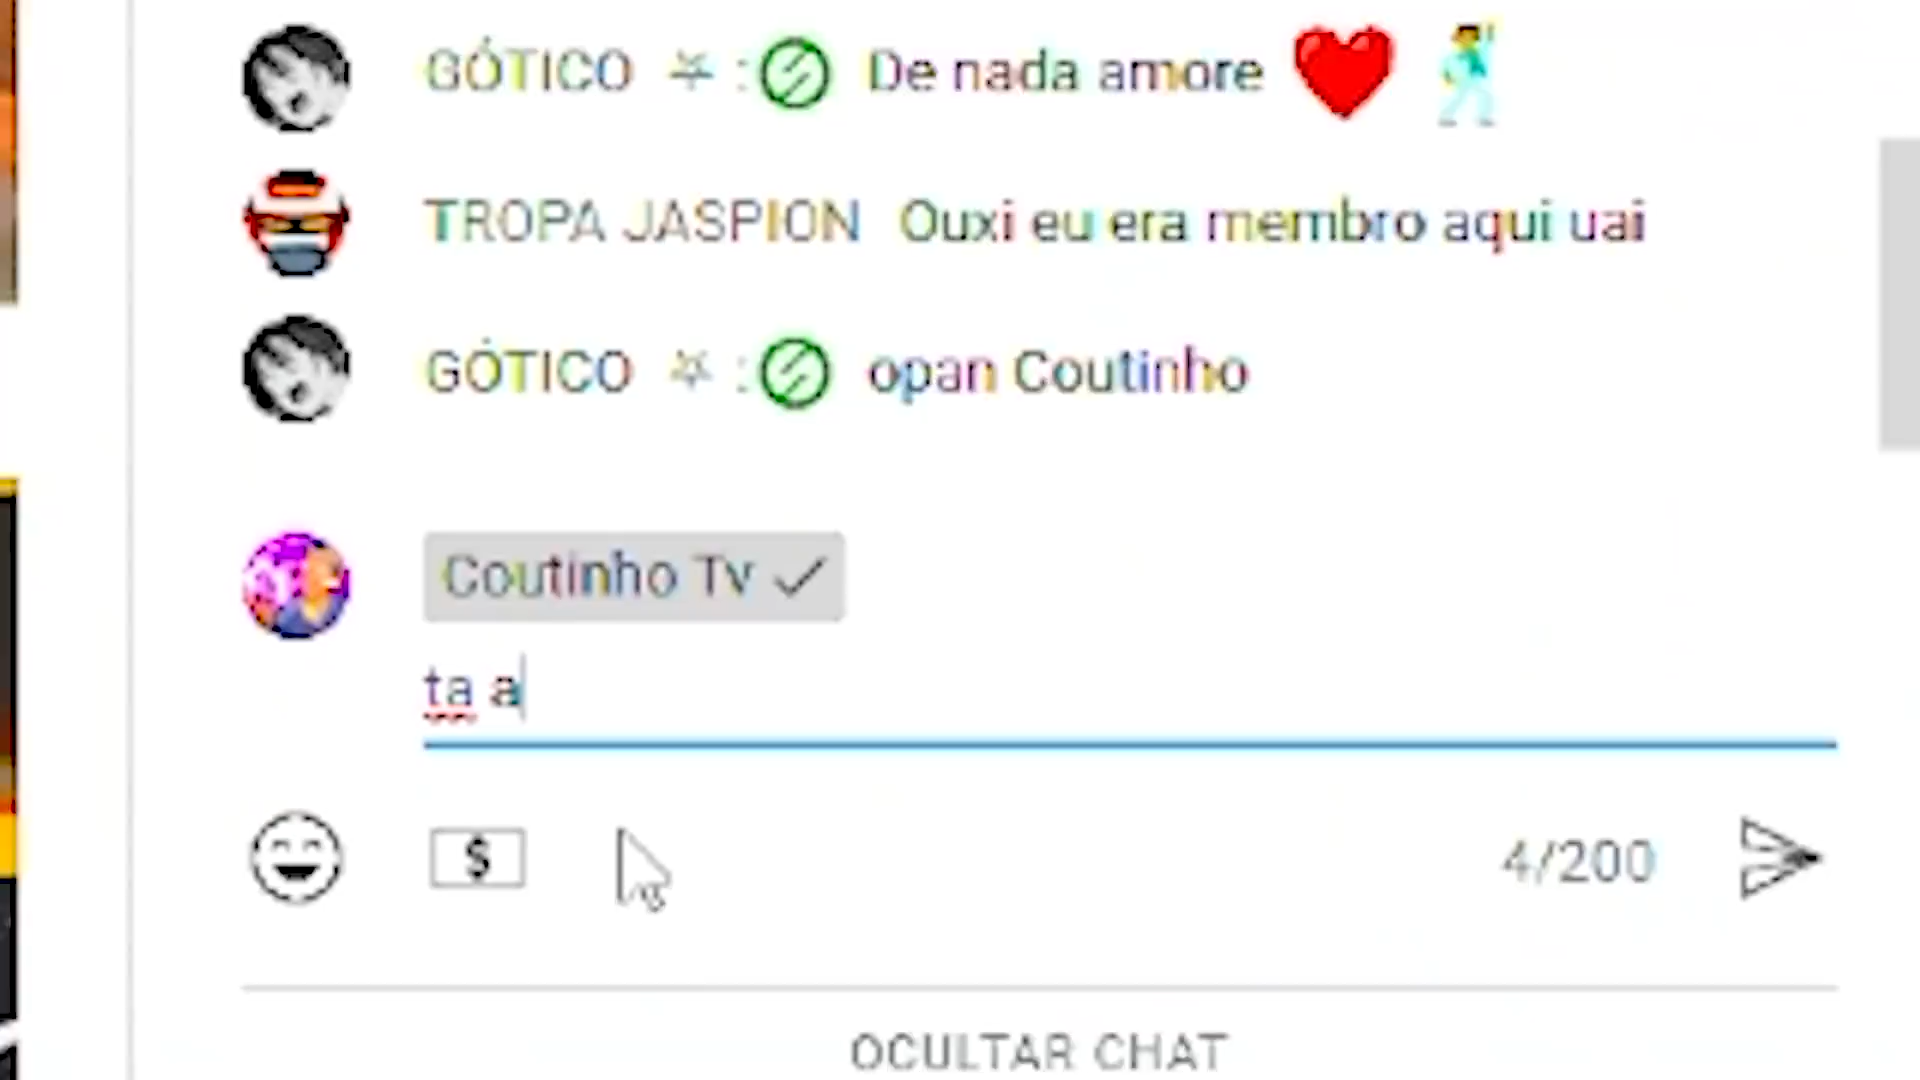 GÓTICO ⛧ : De nada amore ❤️ 🕺
TROPA JASPION Ouxi eu era membro aqui uai
GÓTICO ⛧ : opan Coutinho
Coutinho Tv ✓
ta a
$ 4/200
OCULTAR CHAT